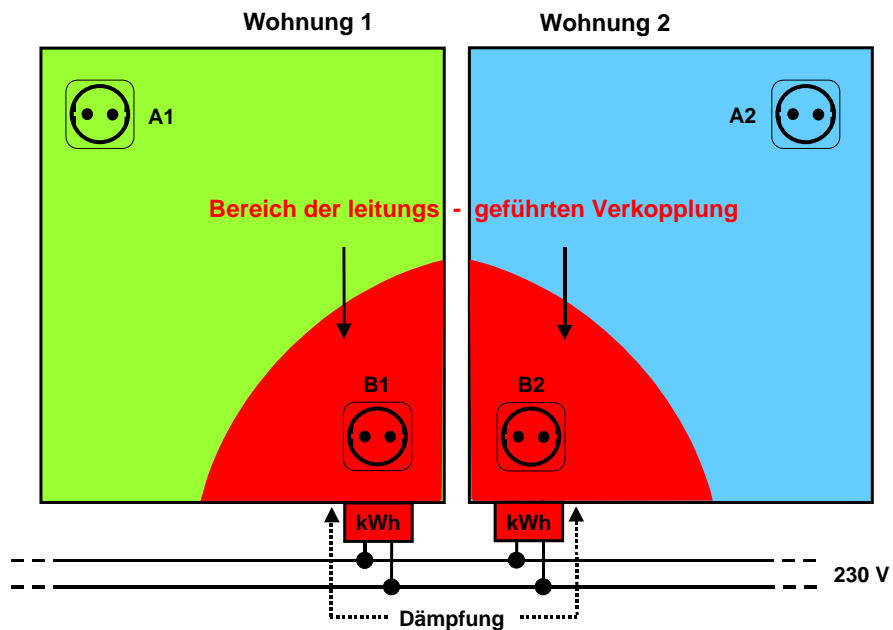 Wohnung 1
Wohnung 2
A1
A2
Bereich der leitungs - geführten Verkopplung
B1
B2
kWh
kWh
230 V
Dämpfung